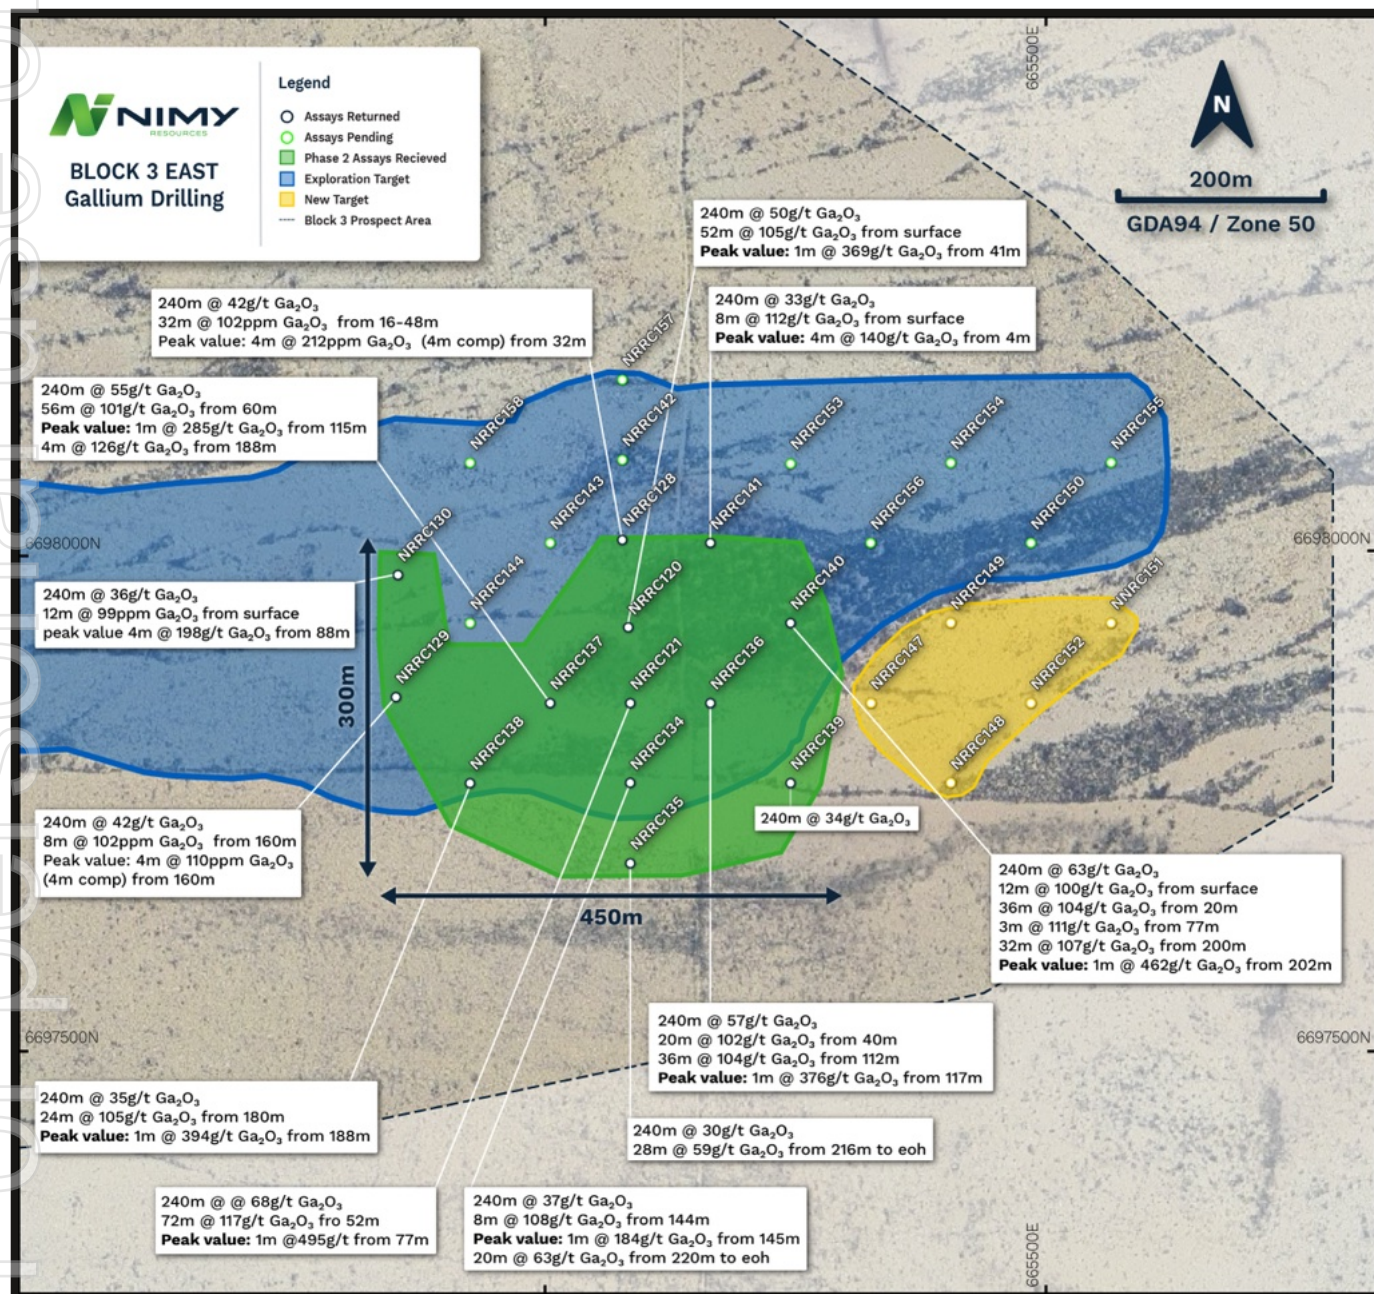 NIMY
RESOURCES
BLOCK 3 EAST
Gallium Drilling
Legend
Assays Returned
Assays Pending
Phase 2 Assays Recieved
Exploration Target
New Target
Block 3 Prospect Area
665500E
N
200m
GDA94 / Zone 50
240m @ 50g/t Ga₂O₃
52m @ 105g/t Ga₂O₃ from surface
Peak value: 1m @ 369g/t Ga₂O₃ from 41m
240m @ 42g/t Ga₂O₃
32m @ 102ppm Ga₂O₃ from 16-48m
Peak value: 4m @ 212ppm Ga₂O₃ (4m comp) from 32m
240m @ 33g/t Ga₂O₃
8m @ 112g/t Ga₂O₃ from surface
Peak value: 4m @ 140g/t Ga₂O₃ from 4m
240m @ 55g/t Ga₂O₃
56m @ 101g/t Ga₂O₃ from 60m
Peak value: 1m @ 285g/t Ga₂O₃ from 115m
4m @ 126g/t Ga₂O₃ from 188m
NRRC157
NRRC158
NRRC142
NRRC153
NRRC154
NRRC155
NRRC130
NRRC143
NRRC128
NRRC141
NRRC156
NRRC150
6698000N
6698000N
240m @ 36g/t Ga₂O₃
12m @ 99ppm Ga₂O₃ from surface
peak value 4m @ 198g/t Ga₂O₃ from 88m
NRRC144
NRRC120
NRRC140
NRRC149
NNRC151
NRRC129
NRRC137
NRRC121
NRRC136
NRRC147
NRRC152
300m
NRRC138
NRRC134
NRRC139
NRRC148
NRRC135
240m @ 34g/t Ga₂O₃
240m @ 42g/t Ga₂O₃
8m @ 102ppm Ga₂O₃ from 160m
Peak value: 4m @ 110ppm Ga₂O₃
(4m comp) from 160m
450m
240m @ 63g/t Ga₂O₃
12m @ 100g/t Ga₂O₃ from surface
36m @ 104g/t Ga₂O₃ from 20m
3m @ 111g/t Ga₂O₃ from 77m
32m @ 107g/t Ga₂O₃ from 200m
Peak value: 1m @ 462g/t Ga₂O₃ from 202m
240m @ 57g/t Ga₂O₃
20m @ 102g/t Ga₂O₃ from 40m
36m @ 104g/t Ga₂O₃ from 112m
Peak value: 1m @ 376g/t Ga₂O₃ from 117m
6697500N
6697500N
240m @ 35g/t Ga₂O₃
24m @ 105g/t Ga₂O₃ from 180m
Peak value: 1m @ 394g/t Ga₂O₃ from 188m
240m @ 30g/t Ga₂O₃
28m @ 59g/t Ga₂O₃ from 216m to eoh
240m @ @ 68g/t Ga₂O₃
72m @ 117g/t Ga₂O₃ fro 52m
Peak value: 1m @495g/t from 77m
240m @ 37g/t Ga₂O₃
8m @ 108g/t Ga₂O₃ from 144m
Peak value: 1m @ 184g/t Ga₂O₃ from 145m
20m @ 63g/t Ga₂O₃ from 220m to eoh
665500E